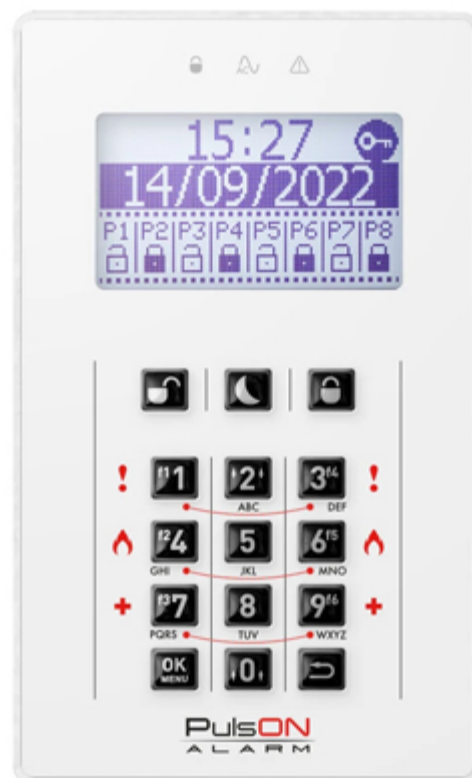 15:27
14/09/2022
P1 P2 P3 P4 P5 P6 P7 P8
f1 1 2 3 f4
ABC DEF
f2 4 5 6 f5
GHI JKL MNO
f3 7 8 9 f6
PQRS TUV WXYZ
OK 0
MENU
PulsON
ALARM